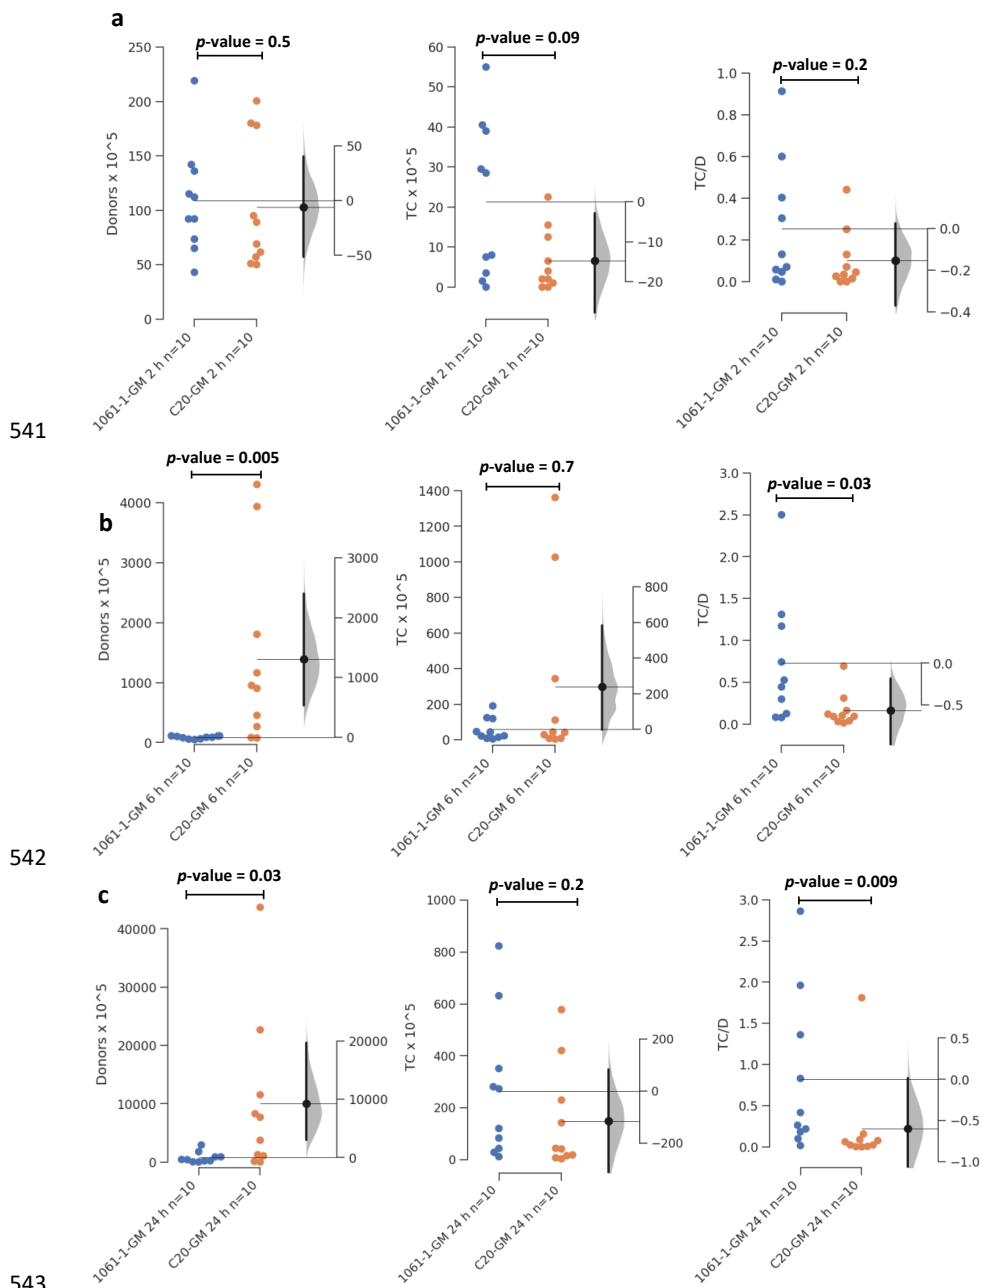 a
p-value = 0.5
p-value = 0.09
p-value = 0.2
250
200
150
100
50
0
Donors x 10^5
50
0
−50
1061-1-GM 2 h n=10
C20-GM 2 h n=10
60
50
40
30
20
10
0
TC x 10^5
0
−10
−20
1061-1-GM 2 h n=10
C20-GM 2 h n=10
1.0
0.8
0.6
0.4
0.2
0.0
TC/D
0.0
−0.2
−0.4
1061-1-GM 2 h n=10
C20-GM 2 h n=10
541
b
p-value = 0.005
p-value = 0.7
p-value = 0.03
4000
3000
2000
1000
0
Donors x 10^5
3000
2000
1000
0
1061-1-GM 6 h n=10
C20-GM 6 h n=10
1400
1200
1000
800
600
400
200
0
TC x 10^5
800
600
400
200
0
1061-1-GM 6 h n=10
C20-GM 6 h n=10
3.0
2.5
2.0
1.5
1.0
0.5
0.0
TC/D
0.0
−0.5
1061-1-GM 6 h n=10
C20-GM 6 h n=10
542
c
p-value = 0.03
p-value = 0.2
p-value = 0.009
40000
30000
20000
10000
0
Donors x 10^5
20000
10000
0
1061-1-GM 24 h n=10
C20-GM 24 h n=10
1000
800
600
400
200
0
TC x 10^5
200
0
−200
1061-1-GM 24 h n=10
C20-GM 24 h n=10
3.0
2.5
2.0
1.5
1.0
0.5
0.0
TC/D
0.5
0.0
−0.5
−1.0
1061-1-GM 24 h n=10
C20-GM 24 h n=10
543